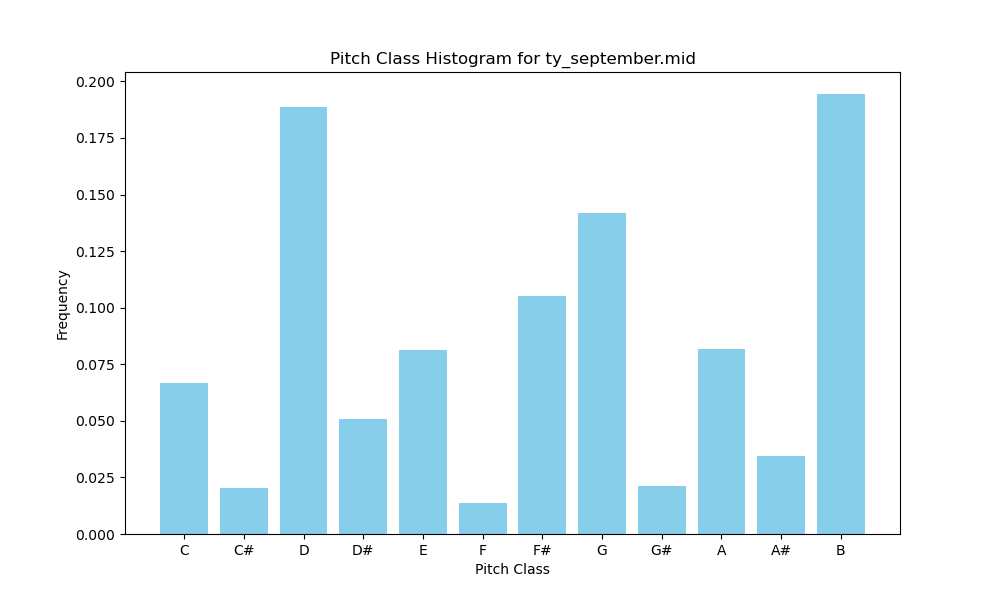 Pitch Class Histogram for ty_september.mid
0.200
0.175
0.150
0.125
0.100
0.075
0.050
0.025
0.000
Frequency
C C# D D# E F F# G G# A A# B
Pitch Class